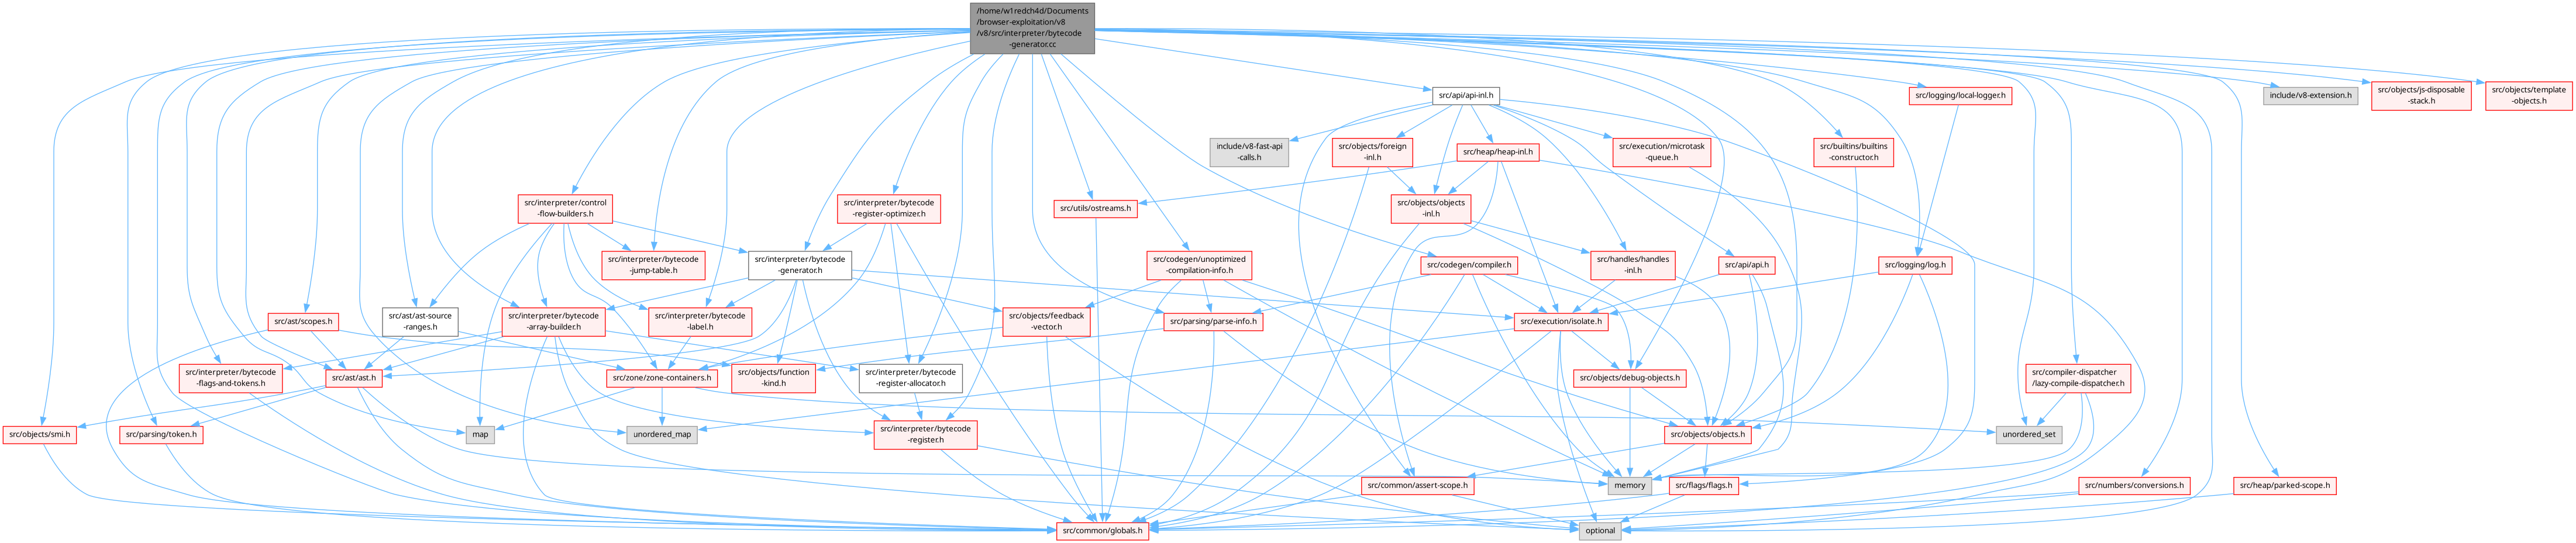 /home/w1redch4d/Documents
/browser-exploitation/v8
/v8/src/interpreter/bytecode
-generator.cc
src/api/api-inl.h
src/logging/local-logger.h
include/v8-extension.h
src/objects/js-disposable
-stack.h
src/objects/template
-objects.h
include/v8-fast-api
-calls.h
src/objects/foreign
-inl.h
src/heap/heap-inl.h
src/execution/microtask
-queue.h
src/builtins/builtins
-constructor.h
src/interpreter/control
-flow-builders.h
src/interpreter/bytecode
-register-optimizer.h
src/utils/ostreams.h
src/objects/objects
-inl.h
src/interpreter/bytecode
-jump-table.h
src/interpreter/bytecode
-generator.h
src/codegen/unoptimized
-compilation-info.h
src/codegen/compiler.h
src/handles/handles
-inl.h
src/api/api.h
src/logging/log.h
src/ast/scopes.h
src/ast/ast-source
-ranges.h
src/interpreter/bytecode
-array-builder.h
src/interpreter/bytecode
-label.h
src/objects/feedback
-vector.h
src/parsing/parse-info.h
src/execution/isolate.h
src/interpreter/bytecode
-flags-and-tokens.h
src/ast/ast.h
src/zone/zone-containers.h
src/objects/function
-kind.h
src/interpreter/bytecode
-register-allocator.h
src/objects/debug-objects.h
src/compiler-dispatcher
/lazy-compile-dispatcher.h
src/objects/smi.h
src/parsing/token.h
map
unordered_map
src/interpreter/bytecode
-register.h
src/objects/objects.h
unordered_set
memory
src/common/assert-scope.h
src/flags/flags.h
src/numbers/conversions.h
src/heap/parked-scope.h
src/common/globals.h
optional